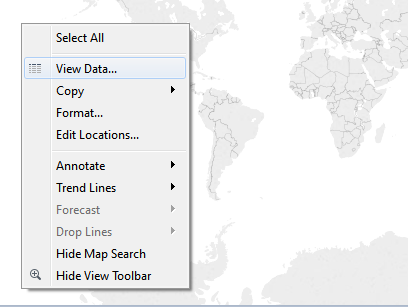 Select All
View Data...
Copy
Format...
Edit Locations...
Annotate
Trend Lines
Forecast
Drop Lines
Hide Map Search
Hide View Toolbar